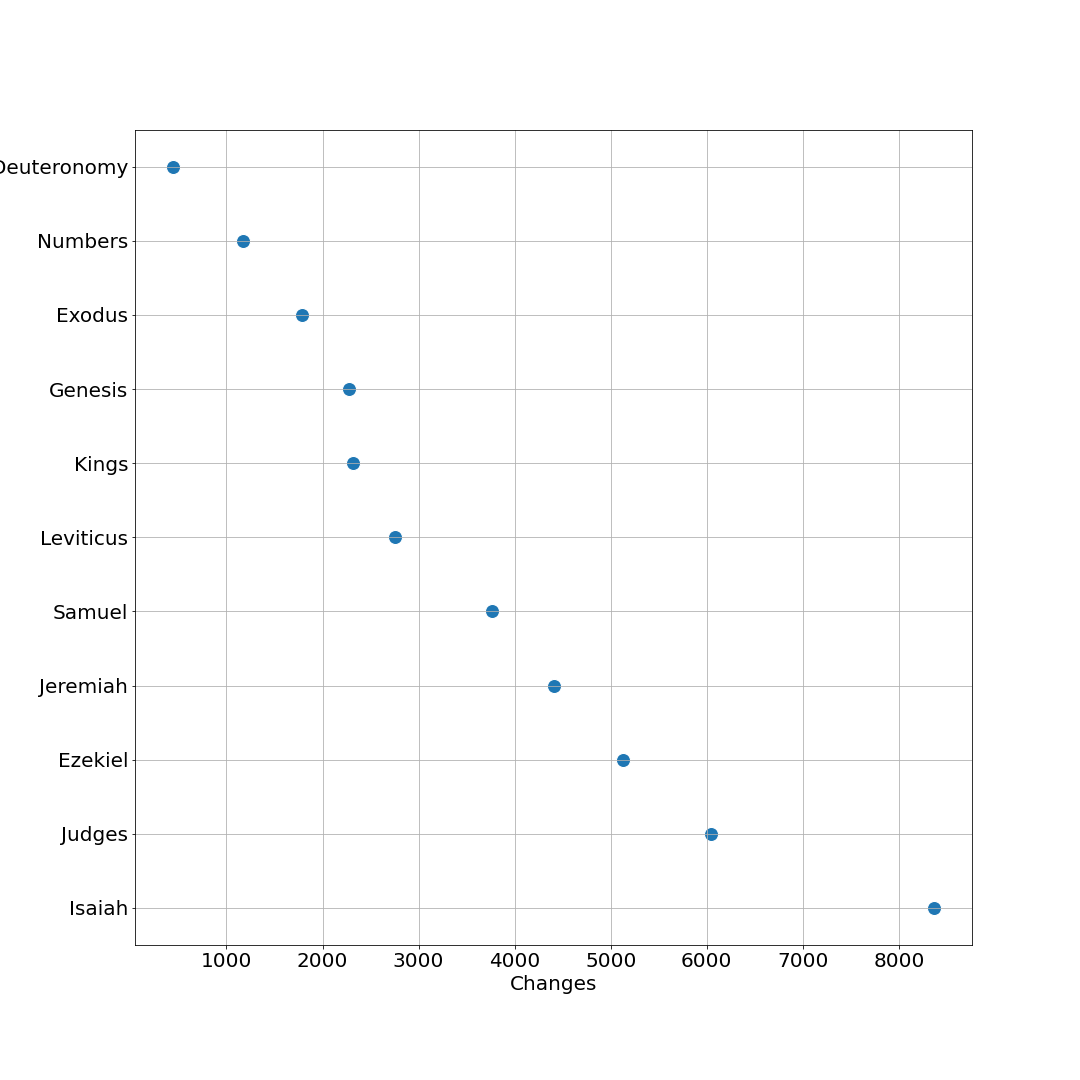 Deuteronomy
Numbers
Exodus
Genesis
Kings
Leviticus
Samuel
Jeremiah
Ezekiel
Judges
Isaiah
1000 2000 3000 4000 5000 6000 7000 8000
Changes